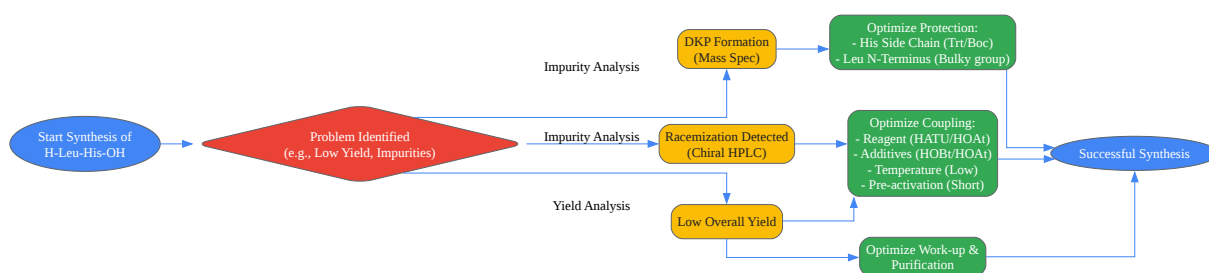 Start Synthesis of
H-Leu-His-OH
Problem Identified
(e.g., Low Yield, Impurities)
Impurity Analysis
Impurity Analysis
Yield Analysis
DKP Formation
(Mass Spec)
Racemization Detected
(Chiral HPLC)
Low Overall Yield
Optimize Protection:
- His Side Chain (Trt/Boc)
- Leu N-Terminus (Bulky group)
Optimize Coupling:
- Reagent (HATU/HOAt)
- Additives (HOBt/HOAt)
- Temperature (Low)
- Pre-activation (Short)
Optimize Work-up &
Purification
Successful Synthesis